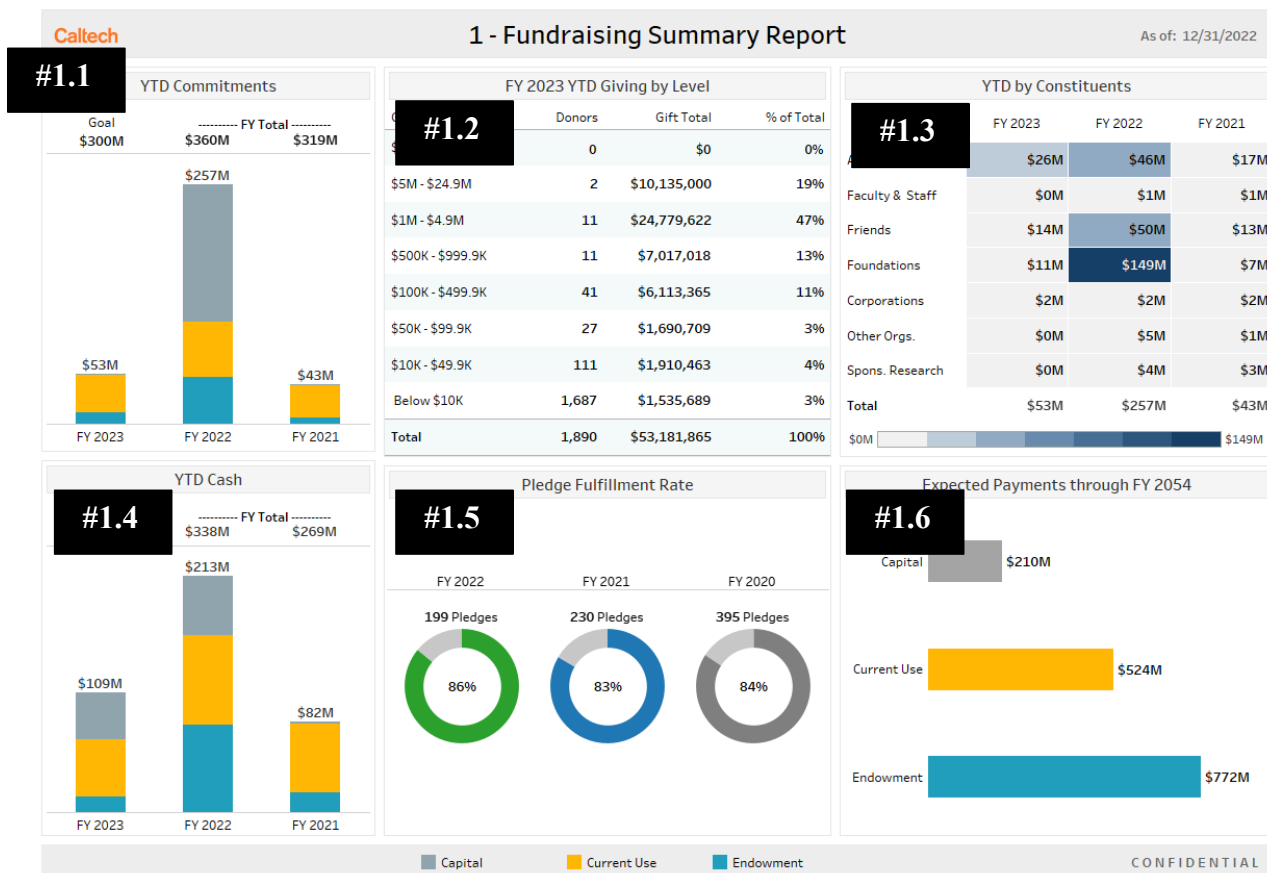 Caltech
1 - Fundraising Summary Report
As of: 12/31/2022
#1.1
YTD Commitments
Goal
$300M
---------- FY Total ----------
$360M $319M
$257M
$53M
$43M
FY 2023 FY 2022 FY 2021
FY 2023 YTD Giving by Level
#1.2
Donors Gift Total % of Total
0 $0 0%
$5M - $24.9M 2 $10,135,000 19%
$1M - $4.9M 11 $24,779,622 47%
$500K - $999.9K 11 $7,017,018 13%
$100K - $499.9K 41 $6,113,365 11%
$50K - $99.9K 27 $1,690,709 3%
$10K - $49.9K 111 $1,910,463 4%
Below $10K 1,687 $1,535,689 3%
Total 1,890 $53,181,865 100%
YTD by Constituents
#1.3
FY 2023 FY 2022 FY 2021
$26M $46M $17M
Faculty & Staff $0M $1M $1M
Friends $14M $50M $13M
Foundations $11M $149M $7M
Corporations $2M $2M $2M
Other Orgs. $0M $5M $1M
Spons. Research $0M $4M $3M
Total $53M $257M $43M
$0M $149M
YTD Cash
#1.4
---------- FY Total ----------
$338M $269M
$213M
$109M
$82M
FY 2023 FY 2022 FY 2021
Pledge Fulfillment Rate
#1.5
FY 2022 FY 2021 FY 2020
199 Pledges 230 Pledges 395 Pledges
86% 83% 84%
Expected Payments through FY 2054
#1.6
Capital $210M
Current Use $524M
Endowment $772M
Capital Current Use Endowment
CONFIDENTIAL